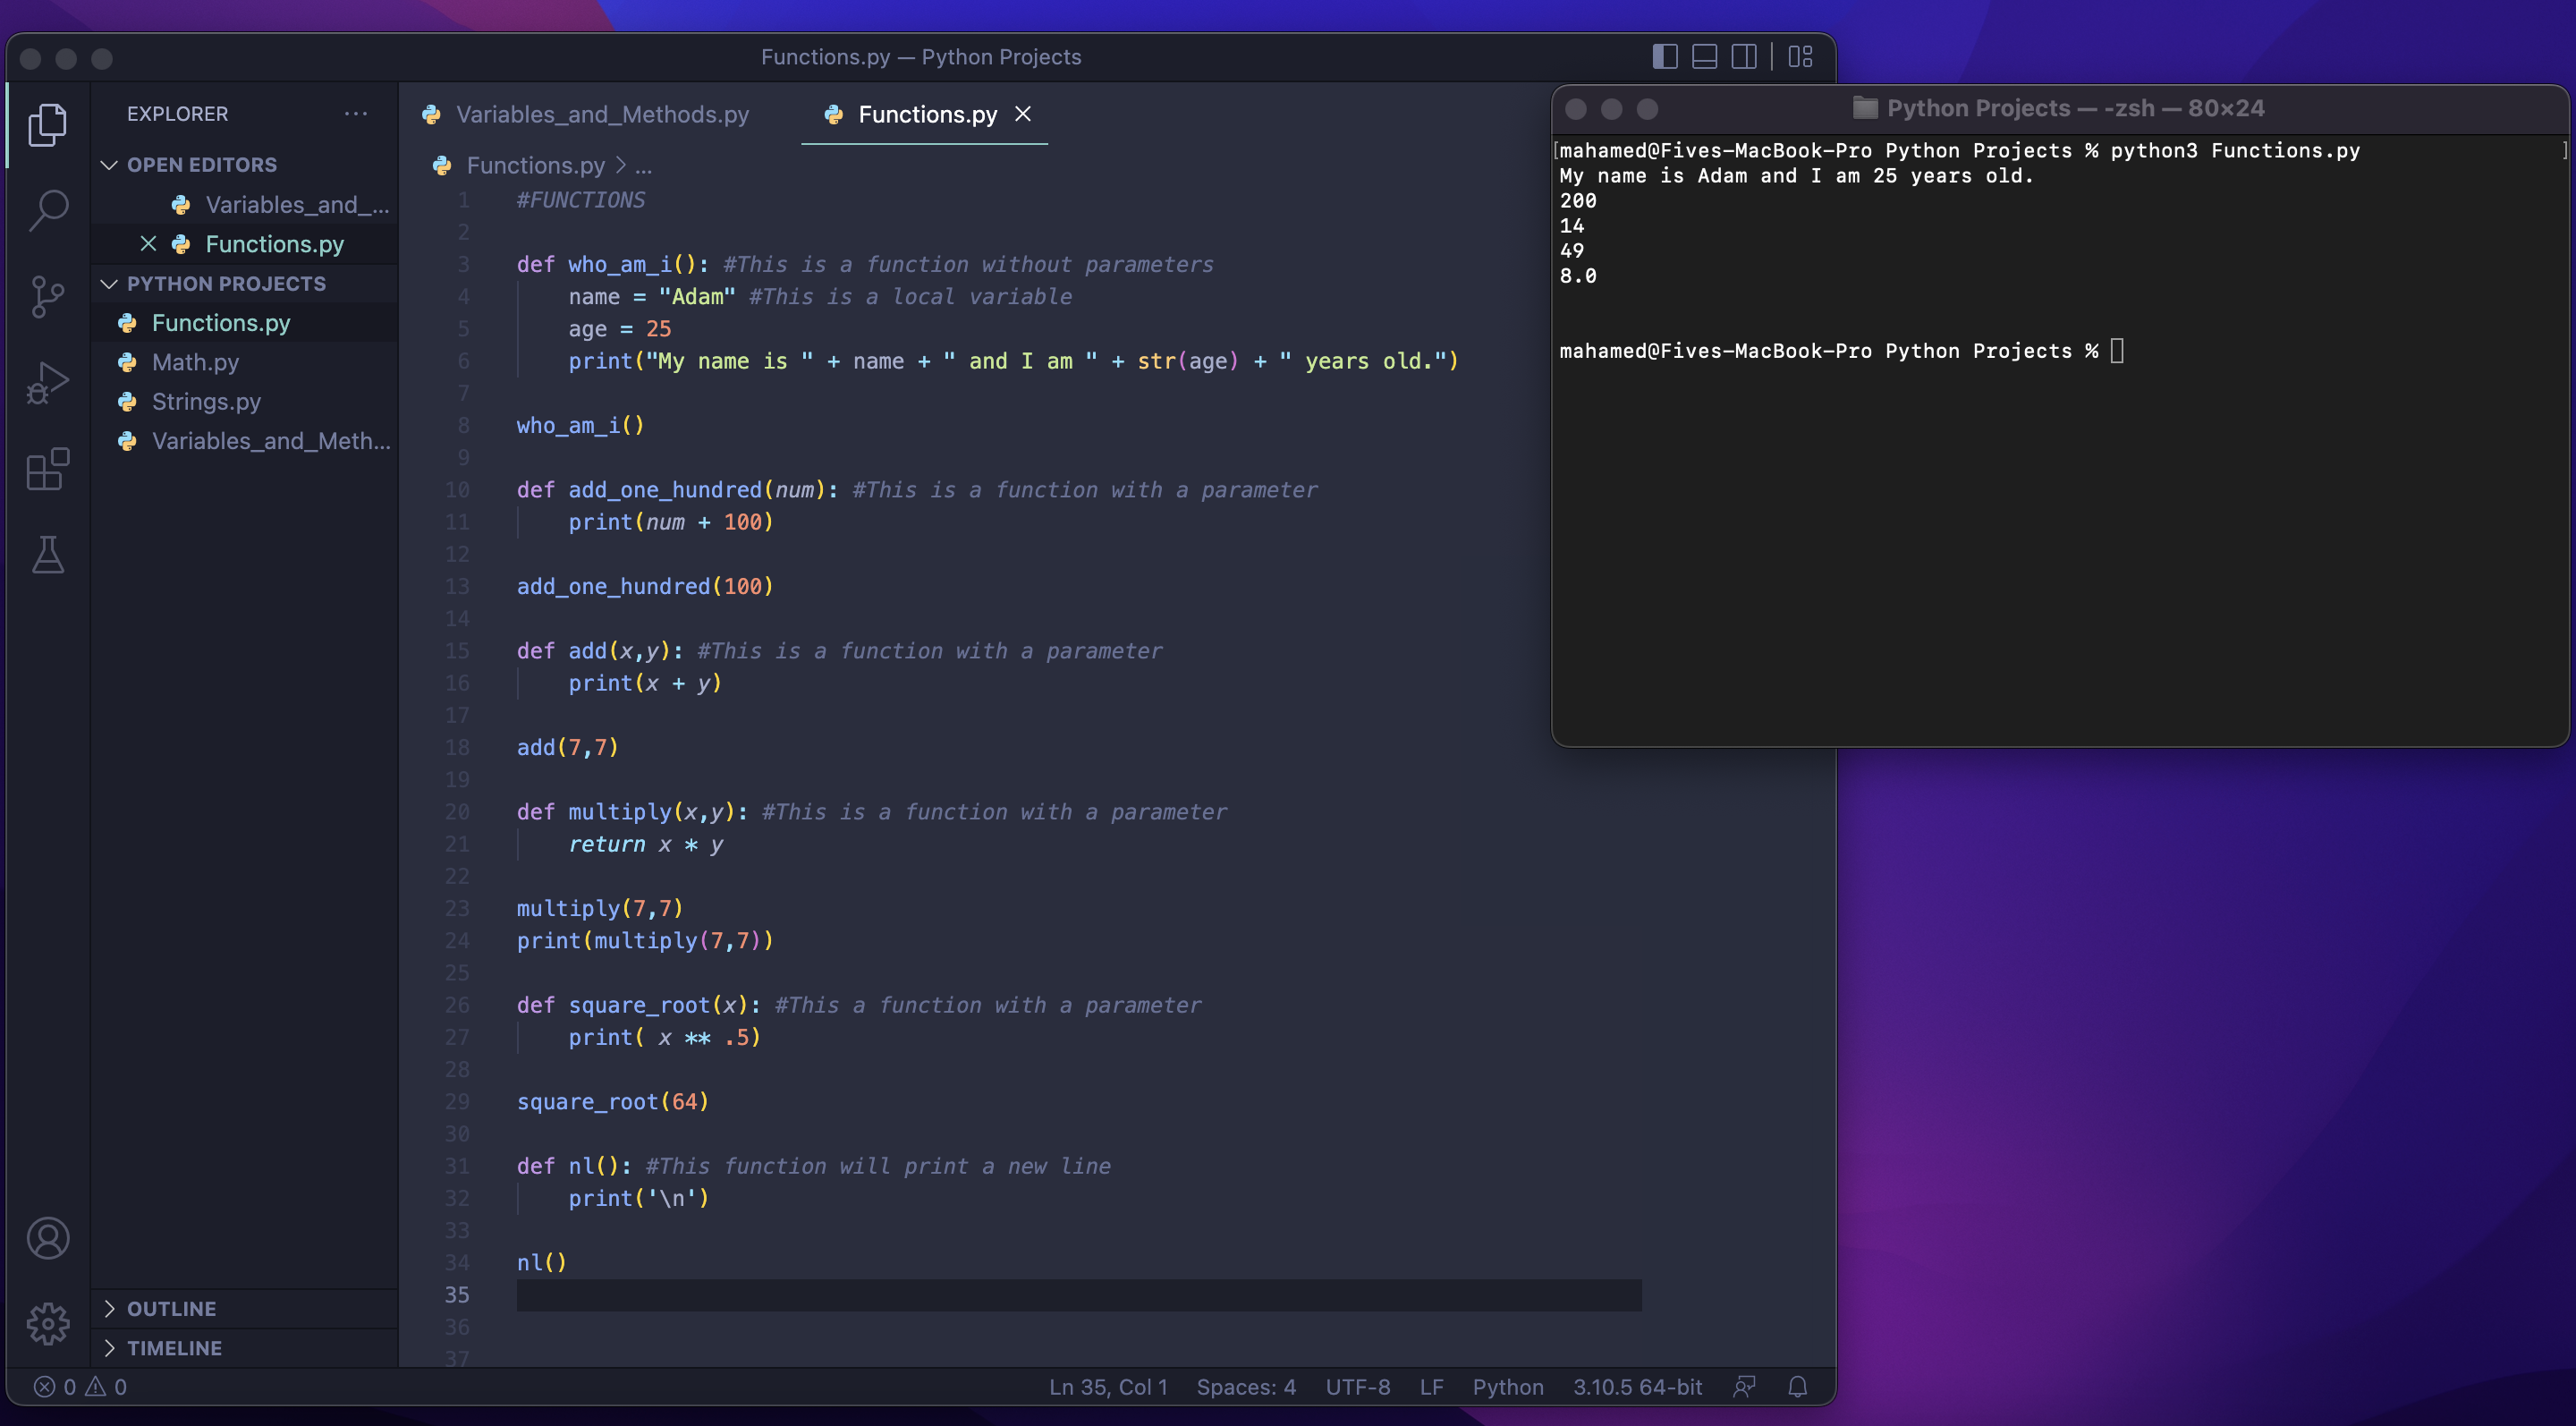 Functions.py — Python Projects
EXPLORER
OPEN EDITORS
Variables_and_...
Functions.py
PYTHON PROJECTS
Functions.py
Math.py
Strings.py
Variables_and_Meth...
OUTLINE
TIMELINE
Variables_and_Methods.py
Functions.py
Functions.py > ...
1 #FUNCTIONS
2
3 def who_am_i(): #This is a function without parameters
4     name = "Adam" #This is a local variable
5     age = 25
6     print("My name is " + name + " and I am " + str(age) + " years old.")
7
8 who_am_i()
9
10 def add_one_hundred(num): #This is a function with a parameter
11     print(num + 100)
12
13 add_one_hundred(100)
14
15 def add(x,y): #This is a function with a parameter
16     print(x + y)
17
18 add(7,7)
19
20 def multiply(x,y): #This is a function with a parameter
21     return x * y
22
23 multiply(7,7)
24 print(multiply(7,7))
25
26 def square_root(x): #This a function with a parameter
27     print( x ** .5)
28
29 square_root(64)
30
31 def nl(): #This function will print a new line
32     print('\n')
33
34 nl()
35
36
37
0 0
Ln 35, Col 1 Spaces: 4 UTF-8 LF Python 3.10.5 64-bit
Python Projects — -zsh — 80×24
[mahamed@Fives-MacBook-Pro Python Projects % python3 Functions.py ]
My name is Adam and I am 25 years old.
200
14
49
8.0
mahamed@Fives-MacBook-Pro Python Projects %